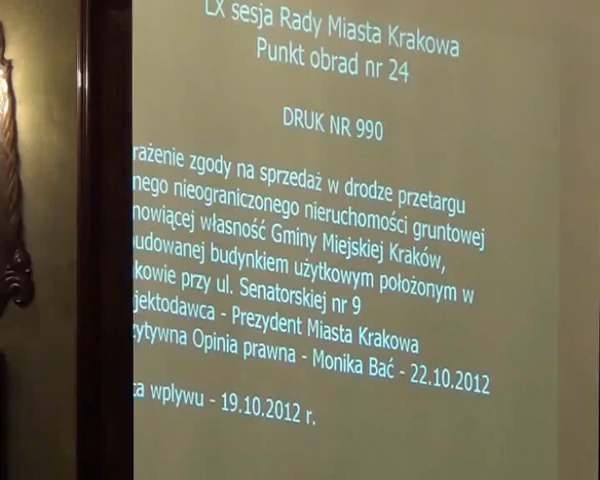 LX sesja Rady Miasta Krakowa
Punkt obrad nr 24
DRUK NR 990
rażenie zgody na sprzedaż w drodze przetargu
nego nieograniczonego nieruchomości gruntowej
nowiącej własność Gminy Miejskiej Kraków,
udowanej budynkiem użytkowym położonym w
kowie przy ul. Senatorskiej nr 9
jektodawca - Prezydent Miasta Krakowa
ytywna Opinia prawna - Monika Bać - 22.10.2012
ta wpływu - 19.10.2012 r.